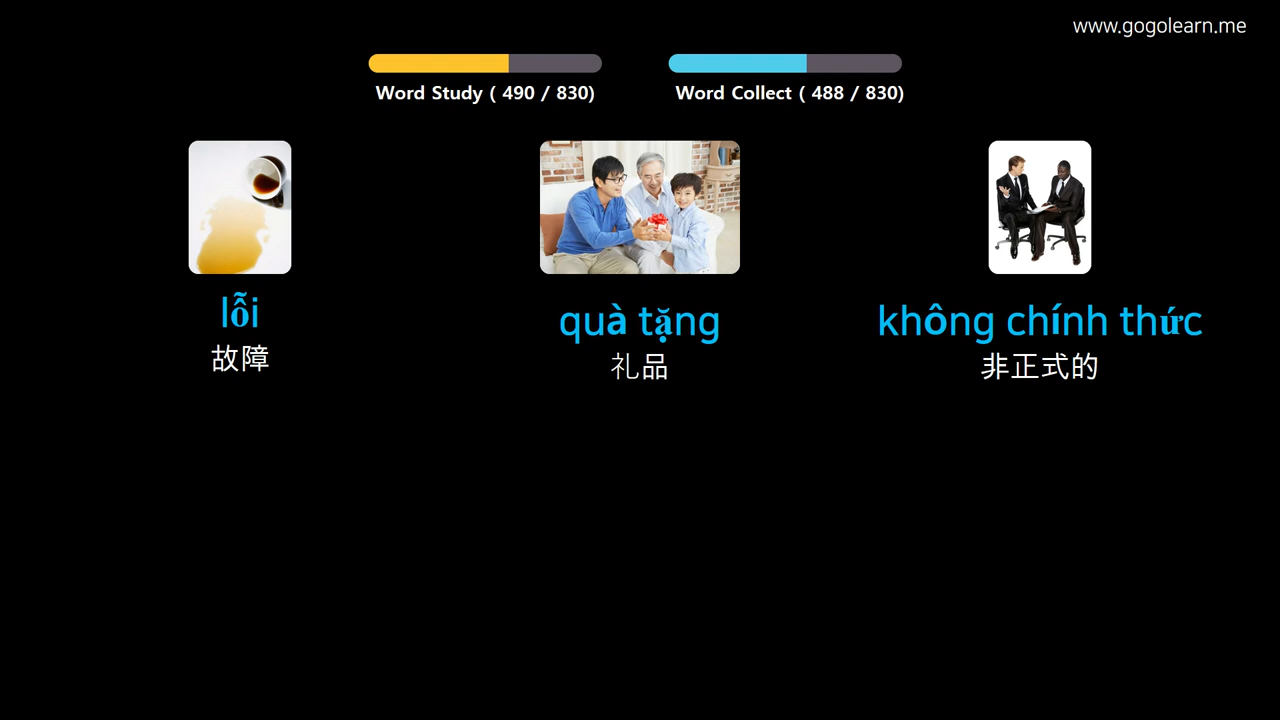 www.gogolearn.me
Word Study ( 490 / 830)
Word Collect ( 488 / 830)
lỗi
故障
quà tặng
礼品
không chính thức
非正式的